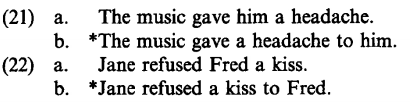 (21) a. The music gave him a headache.
b. *The music gave a headache to him.
(22) a. Jane refused Fred a kiss.
b. *Jane refused a kiss to Fred.